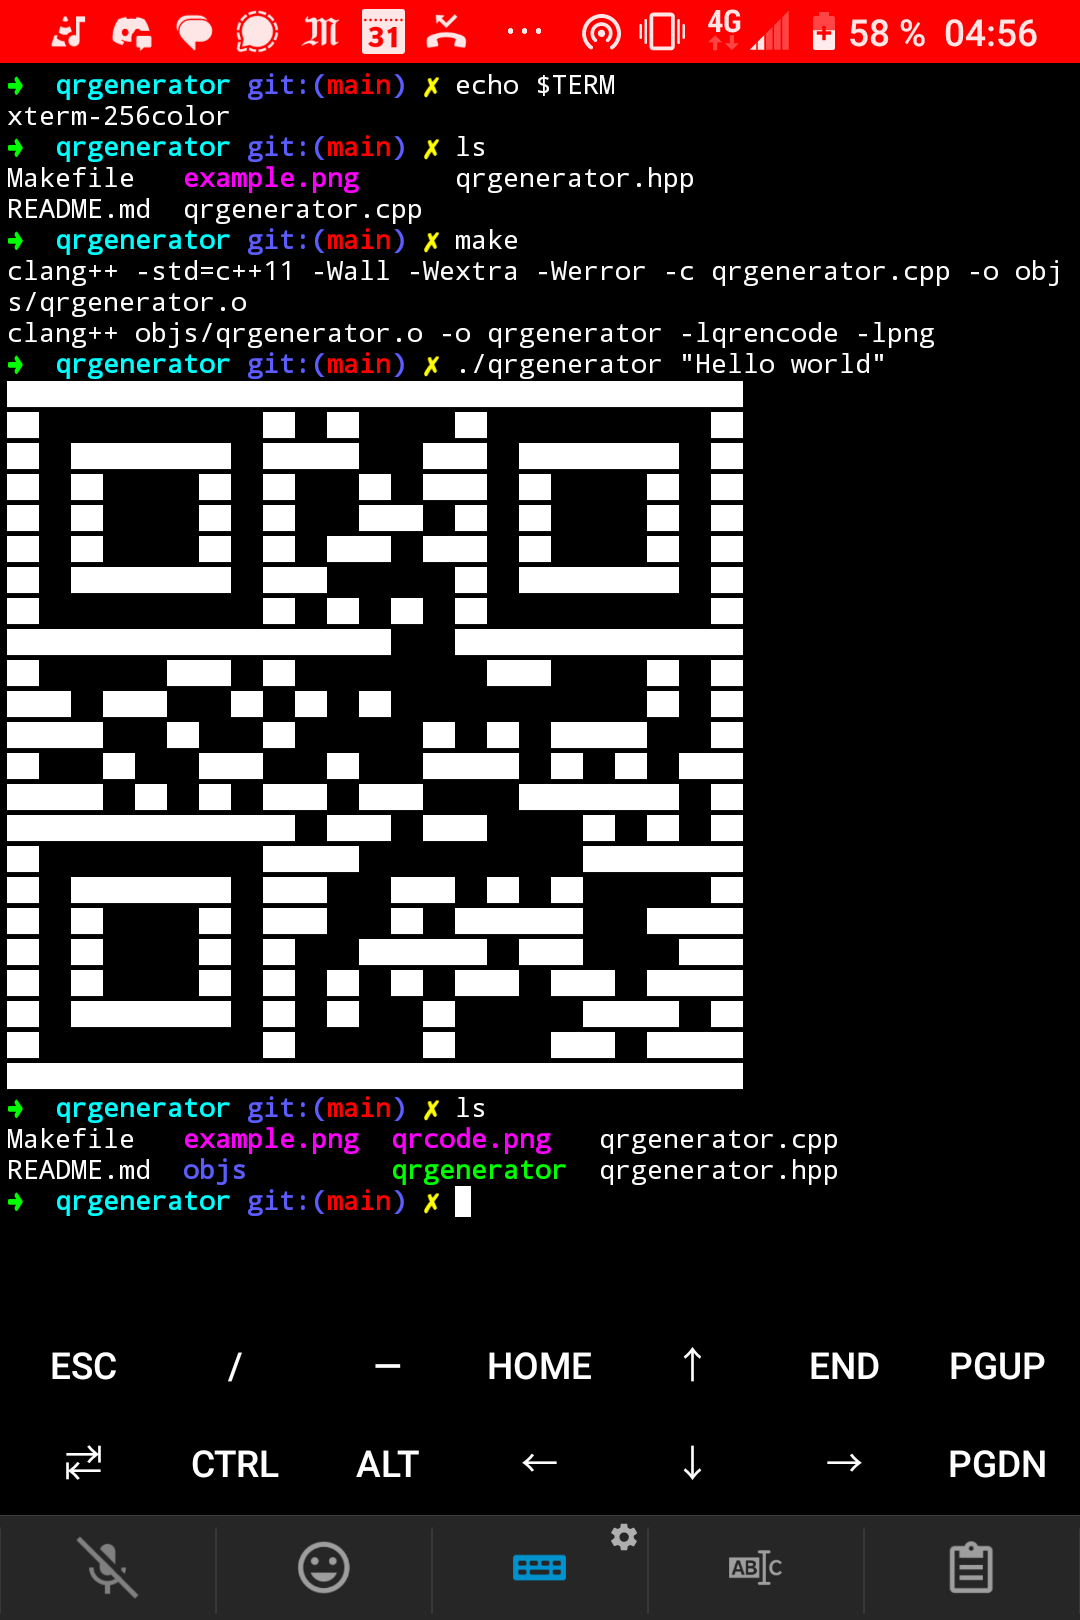 31 ... 4G 58 % 04:56
➜  qrgenerator git:(main) ✗ echo $TERM
xterm-256color
➜  qrgenerator git:(main) ✗ ls
Makefile   example.png      qrgenerator.hpp
README.md  qrgenerator.cpp
➜  qrgenerator git:(main) ✗ make
clang++ -std=c++11 -Wall -Wextra -Werror -c qrgenerator.cpp -o obj
s/qrgenerator.o
clang++ objs/qrgenerator.o -o qrgenerator -lqrencode -lpng
➜  qrgenerator git:(main) ✗ ./qrgenerator "Hello world"
➜  qrgenerator git:(main) ✗ ls
Makefile   example.png  qrcode.png   qrgenerator.cpp
README.md  objs         qrgenerator  qrgenerator.hpp
➜  qrgenerator git:(main) ✗
ESC / — HOME ↑ END PGUP
⇄ CTRL ALT ← ↓ → PGDN
ABC